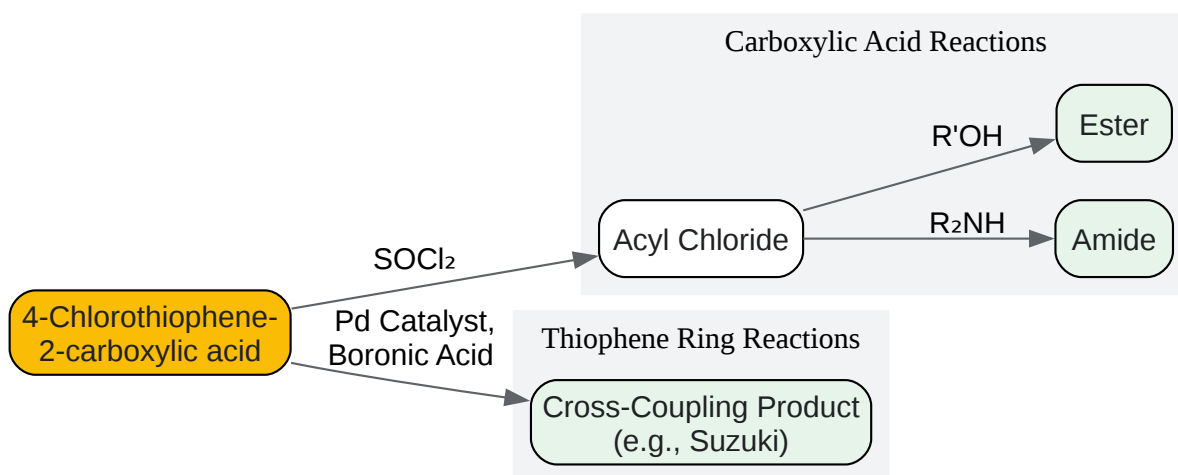 Carboxylic Acid Reactions
Ester
R'OH
Acyl Chloride
R₂NH
Amide
SOCl₂
4-Chlorothiophene-
2-carboxylic acid
Pd Catalyst,
Boronic Acid
Thiophene Ring Reactions
Cross-Coupling Product
(e.g., Suzuki)